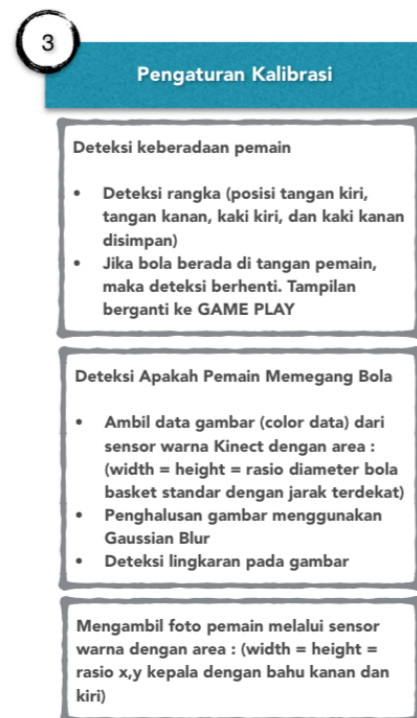 3
Pengaturan Kalibrasi
Deteksi keberadaan pemain
• Deteksi rangka (posisi tangan kiri,
tangan kanan, kaki kiri, dan kaki kanan
disimpan)
• Jika bola berada di tangan pemain,
maka deteksi berhenti. Tampilan
berganti ke GAME PLAY
Deteksi Apakah Pemain Memegang Bola
• Ambil data gambar (color data) dari
sensor warna Kinect dengan area :
(width = height = rasio diameter bola
basket standar dengan jarak terdekat)
• Penghalusan gambar menggunakan
Gaussian Blur
• Deteksi lingkaran pada gambar
Mengambil foto pemain melalui sensor
warna dengan area : (width = height =
rasio x,y kepala dengan bahu kanan dan
kiri)